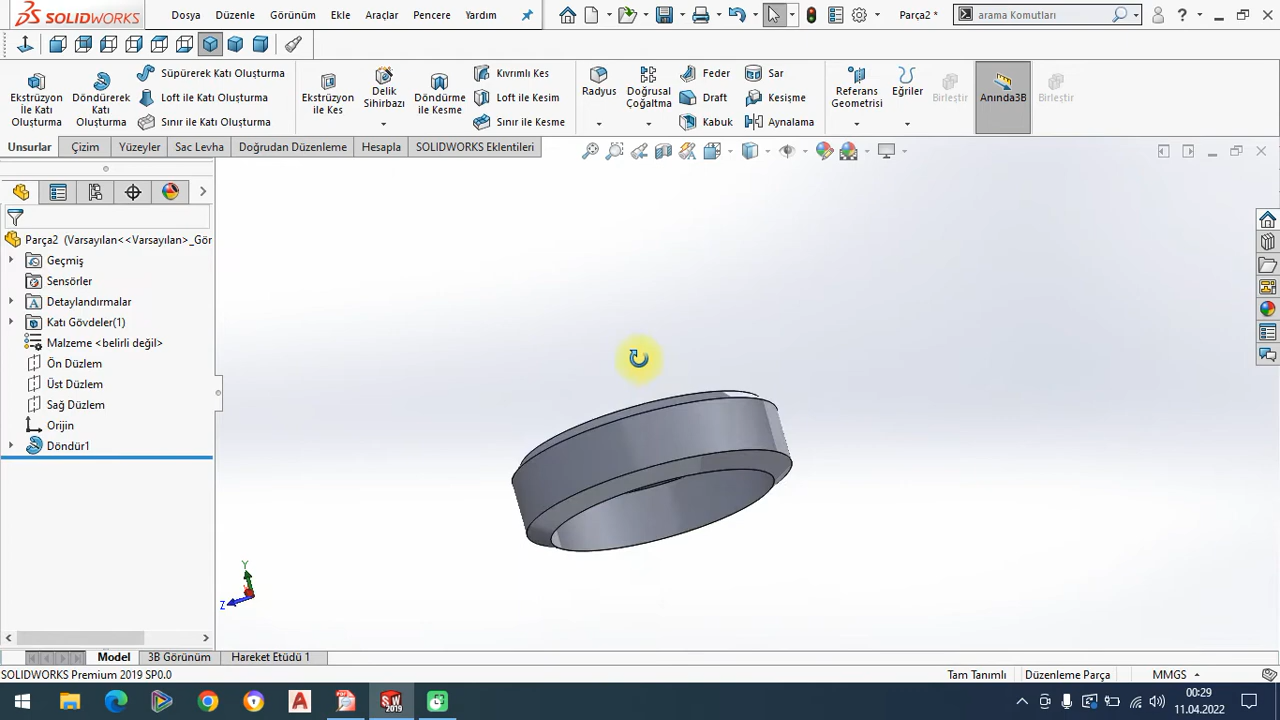 SOLIDWORKS
Dosya Düzenle Görünüm Ekle Araçlar Pencere Yardım
Parça2 *
arama Komutları
Ekstrüzyon İle Katı Oluşturma
Döndürerek Katı Oluşturma
Süpürerek Katı Oluşturma
Loft ile Katı Oluşturma
Sınır ile Katı Oluşturma
Ekstrüzyon ile Kes
Delik Sihirbazı
Döndürme ile Kesme
Kıvrımlı Kes
Loft ile Kesim
Sınır ile Kesme
Radyus
Doğrusal Çoğaltma
Feder
Draft
Kabuk
Sar
Kesişme
Aynalama
Referans Geometrisi
Eğriler
Birleştir
Anında3B
Birleştir
Unsurlar Çizim Yüzeyler Sac Levha Doğrudan Düzenleme Hesapla SOLIDWORKS Eklentileri
Parça2 (Varsayılan<<Varsayılan>_Gör
Geçmiş
Sensörler
Detaylandırmalar
Katı Gövdeler(1)
Malzeme <belirli değil>
Ön Düzlem
Üst Düzlem
Sağ Düzlem
Orijin
Döndür1
Y
Z
Model 3B Görünüm Hareket Etüdü 1
SOLIDWORKS Premium 2019 SP0.0
Tam Tanımlı Düzenleme Parça MMGS
SW 2019
00:29
11.04.2022